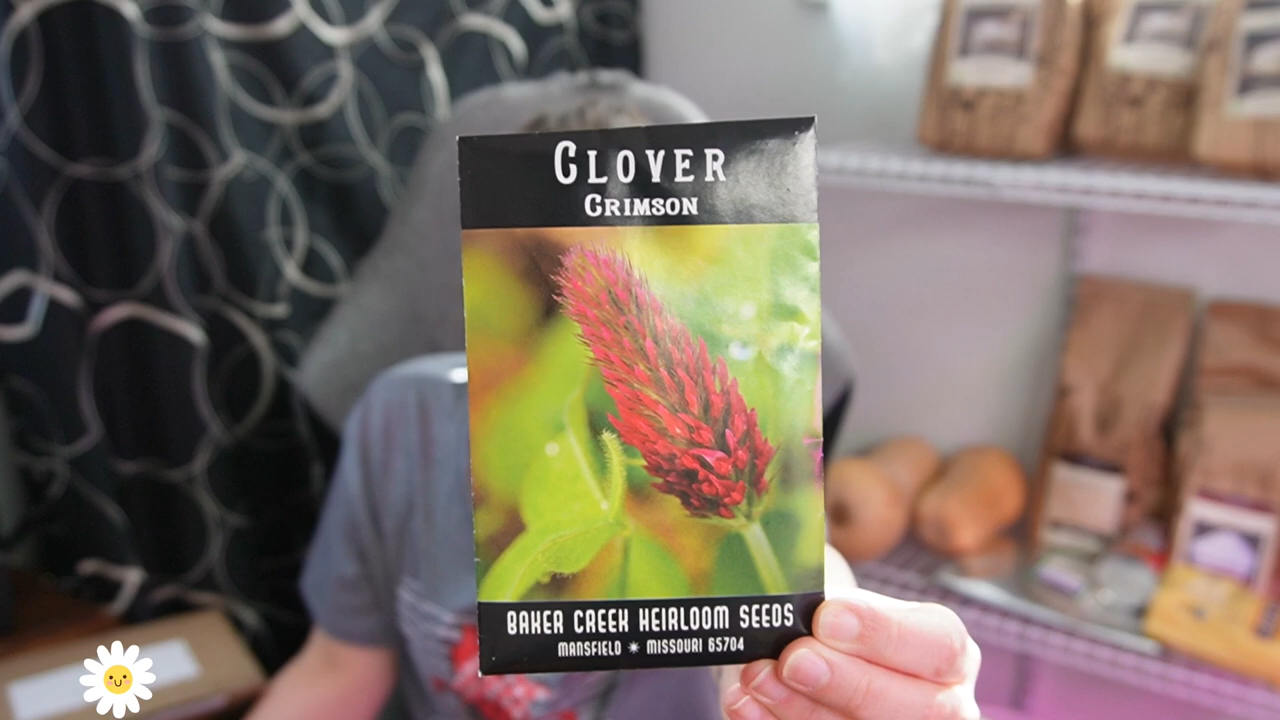 CLOVER
CRIMSON
BAKER CREEK HEIRLOOM SEEDS
MANSFIELD ✷ MISSOURI 65704